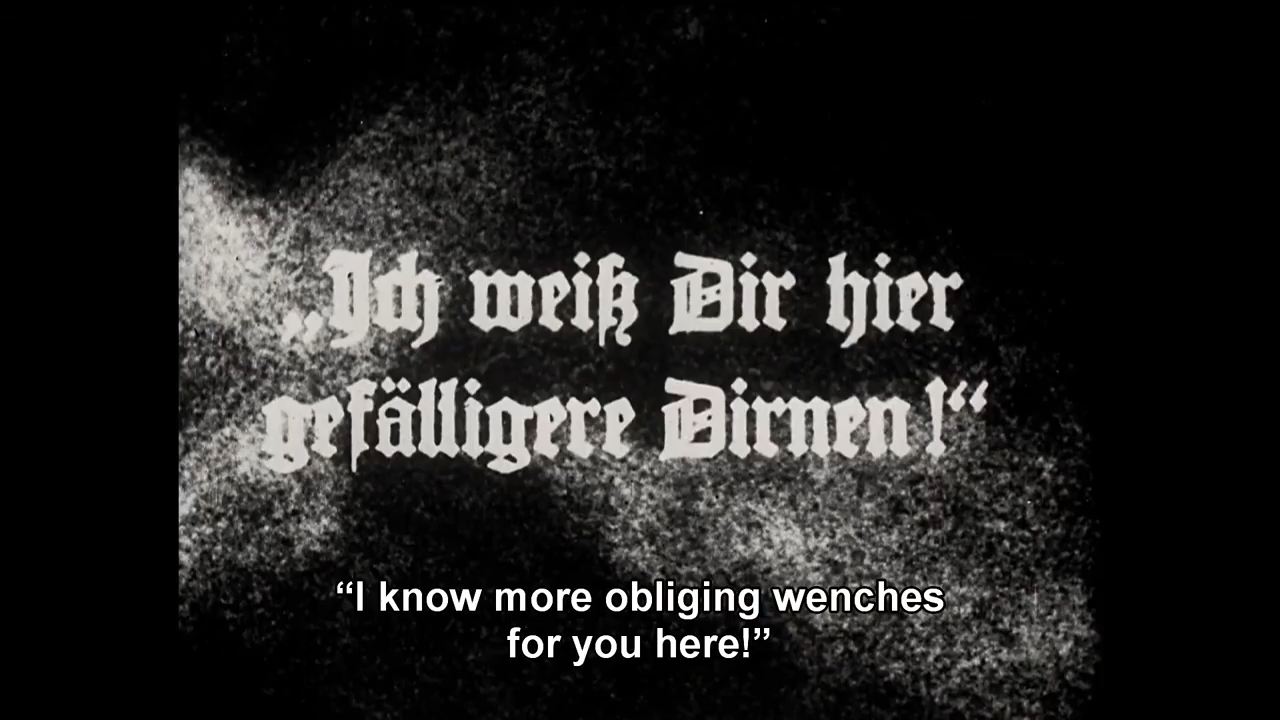 „Ich weiß Dir hier
gefälligere Dirnen!“
“I know more obliging wenches
for you here!”